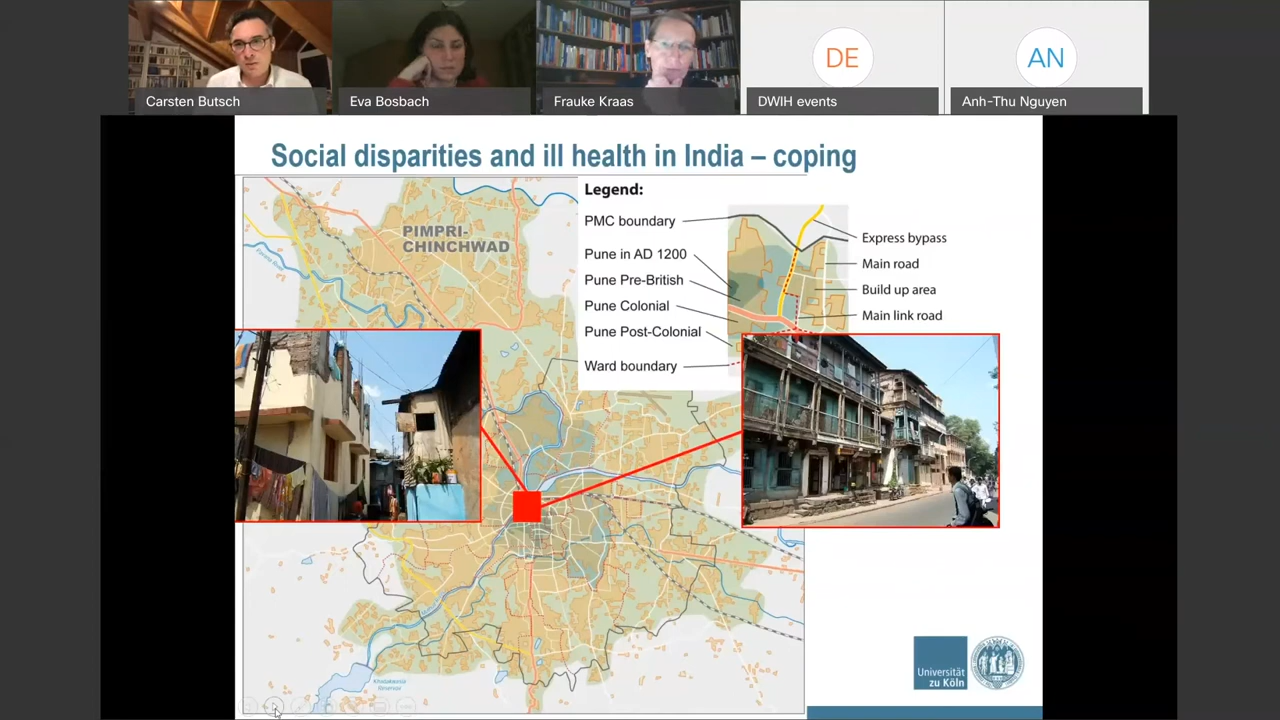 DE
AN
Carsten Butsch
Eva Bosbach
Frauke Kraas
DWIH events
Anh-Thu Nguyen
Social disparities and ill health in India – coping
PIMPRI-
CHINCHWAD
Legend:
PMC boundary
Pune in AD 1200
Pune Pre-British
Pune Colonial
Pune Post-Colonial
Ward boundary
Express bypass
Main road
Build up area
Main link road
Reservoir
Universität
zu Köln